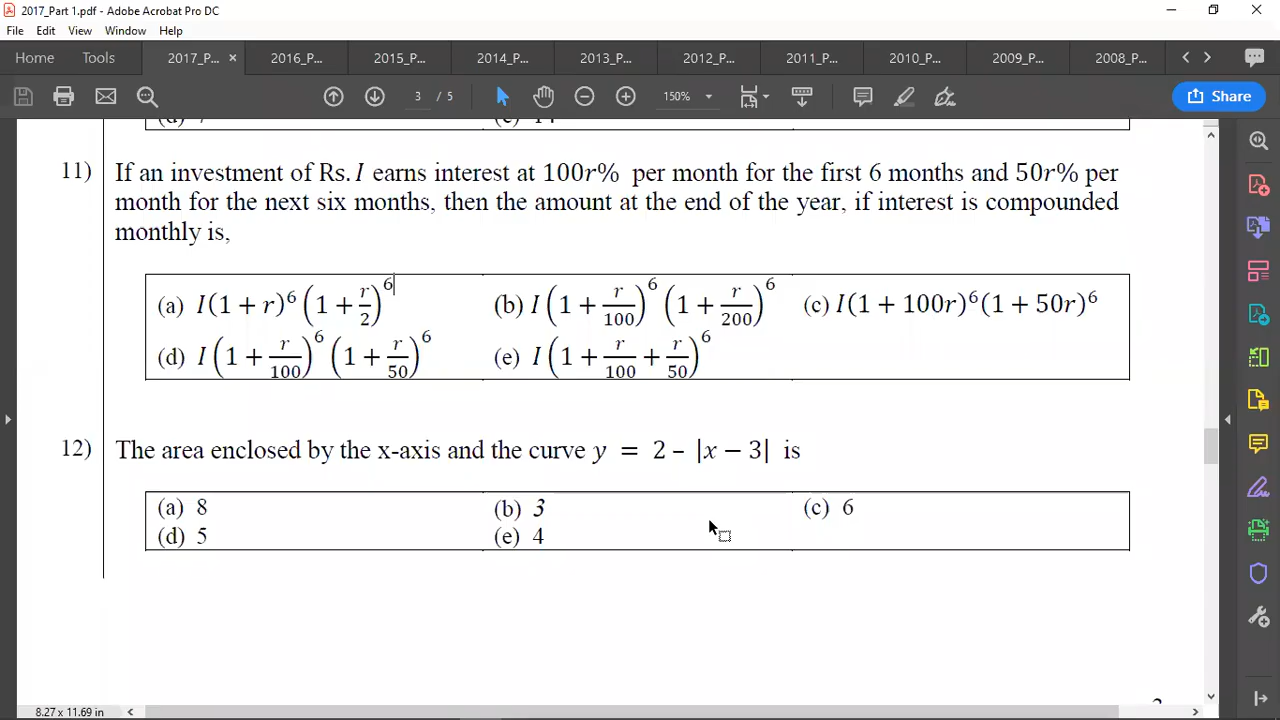 2017_Part 1.pdf - Adobe Acrobat Pro DC
File Edit View Window Help
Home Tools 2017_P... × 2016_P... 2015_P... 2014_P... 2013_P... 2012_P... 2011_P... 2010_P... 2009_P... 2008_P...
3 / 5 150% Share
11) If an investment of Rs. I earns interest at 100r% per month for the first 6 months and 50r% per
month for the next six months, then the amount at the end of the year, if interest is compounded
monthly is,
(a) I(1 + r)⁶ (1 + r/2)⁶ (b) I (1 + r/100)⁶ (1 + r/200)⁶ (c) I(1 + 100r)⁶(1 + 50r)⁶
(d) I (1 + r/100)⁶ (1 + r/50)⁶ (e) I (1 + r/100 + r/50)⁶
12) The area enclosed by the x-axis and the curve y = 2 – |x − 3| is
(a) 8 (b) 3 (c) 6
(d) 5 (e) 4
8.27 x 11.69 in